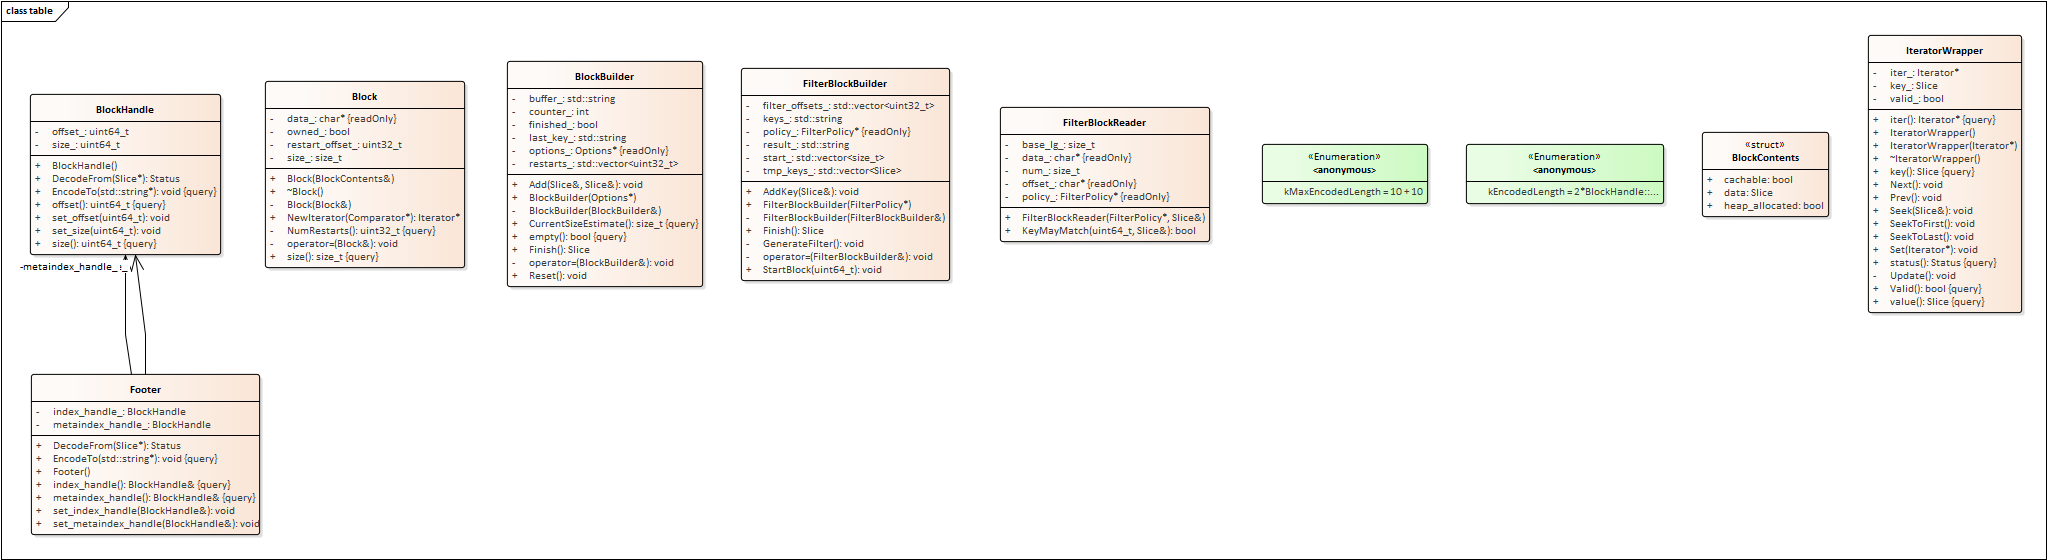 class table
BlockHandle
- offset_: uint64_t
- size_: uint64_t
+ BlockHandle()
+ DecodeFrom(Slice*): Status
+ EncodeTo(std::string*): void {query}
+ offset(): uint64_t {query}
+ set_offset(uint64_t): void
+ set_size(uint64_t): void
+ size(): uint64_t {query}
-metaindex_handle_
Footer
- index_handle_: BlockHandle
- metaindex_handle_: BlockHandle
+ DecodeFrom(Slice*): Status
+ EncodeTo(std::string*): void {query}
+ Footer()
+ index_handle(): BlockHandle& {query}
+ metaindex_handle(): BlockHandle& {query}
+ set_index_handle(BlockHandle&): void
+ set_metaindex_handle(BlockHandle&): void
Block
- data_: char* {readOnly}
- owned_: bool
- restart_offset_: uint32_t
- size_: size_t
+ Block(BlockContents&)
+ ~Block()
- Block(Block&)
+ NewIterator(Comparator*): Iterator*
- NumRestarts(): uint32_t {query}
- operator=(Block&): void
+ size(): size_t {query}
BlockBuilder
- buffer_: std::string
- counter_: int
- finished_: bool
- last_key_: std::string
- options_: Options* {readOnly}
- restarts_: std::vector<uint32_t>
+ Add(Slice&, Slice&): void
+ BlockBuilder(Options*)
- BlockBuilder(BlockBuilder&)
+ CurrentSizeEstimate(): size_t {query}
+ empty(): bool {query}
+ Finish(): Slice
- operator=(BlockBuilder&): void
+ Reset(): void
FilterBlockBuilder
- filter_offsets_: std::vector<uint32_t>
- keys_: std::string
- policy_: FilterPolicy* {readOnly}
- result_: std::string
- start_: std::vector<size_t>
- tmp_keys_: std::vector<Slice>
+ AddKey(Slice&): void
+ FilterBlockBuilder(FilterPolicy*)
- FilterBlockBuilder(FilterBlockBuilder&)
+ Finish(): Slice
- GenerateFilter(): void
- operator=(FilterBlockBuilder&): void
+ StartBlock(uint64_t): void
FilterBlockReader
- base_lg_: size_t
- data_: char* {readOnly}
- num_: size_t
- offset_: char* {readOnly}
- policy_: FilterPolicy* {readOnly}
+ FilterBlockReader(FilterPolicy*, Slice&)
+ KeyMayMatch(uint64_t, Slice&): bool
«Enumeration»
<anonymous>
kMaxEncodedLength = 10 + 10
«Enumeration»
<anonymous>
kEncodedLength = 2*BlockHandle::...
«struct»
BlockContents
+ cachable: bool
+ data: Slice
+ heap_allocated: bool
IteratorWrapper
- iter_: Iterator*
- key_: Slice
- valid_: bool
+ iter(): Iterator* {query}
+ IteratorWrapper()
+ IteratorWrapper(Iterator*)
+ ~IteratorWrapper()
+ key(): Slice {query}
+ Next(): void
+ Prev(): void
+ Seek(Slice&): void
+ SeekToFirst(): void
+ SeekToLast(): void
+ Set(Iterator*): void
+ status(): Status {query}
- Update(): void
+ Valid(): bool {query}
+ value(): Slice {query}